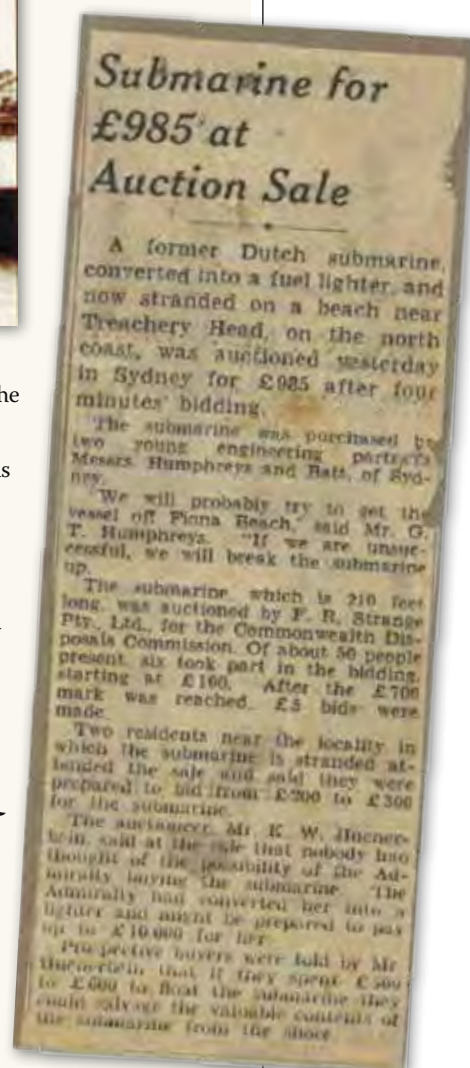 Submarine for
£985 at
Auction Sale
A former Dutch submarine,
converted into a fuel lighter, and
now stranded on a beach near
Treachery Head, on the north
coast, was auctioned yesterday
in Sydney for £985 after four
minutes' bidding.
The submarine was purchased by
two young engineering partners
Messrs. Humphreys and Batt, of Syd-
ney.
"We will probably try to get the
vessel off Fiona Beach," said Mr. G.
T. Humphreys. "If we are unsuc-
cessful, we will break the submarine
up.
The submarine, which is 210 feet
long, was auctioned by F. R. Strange
Pty., Ltd., for the Commonwealth Dis-
posals Commission. Of about 50 people
present, six took part in the bidding,
starting at £100. After the £700
mark was reached, £5 bids were
made.
Two residents near the locality in
which the submarine is stranded at-
tended the sale and said they were
prepared to bid from £200 to £300
for the submarine.
The auctioneer, Mr. K. W.
said at the sale that nobody had
thought of the possibility of the Ad-
miralty buying the submarine. The
Admiralty had converted her into a
lighter and might be prepared to pay
up to £10,000 for her.
Prospective buyers were told by Mr
that if they spent £500
to £600 to float the submarine they
could salvage the valuable contents of
the submarine from the shore
he
s